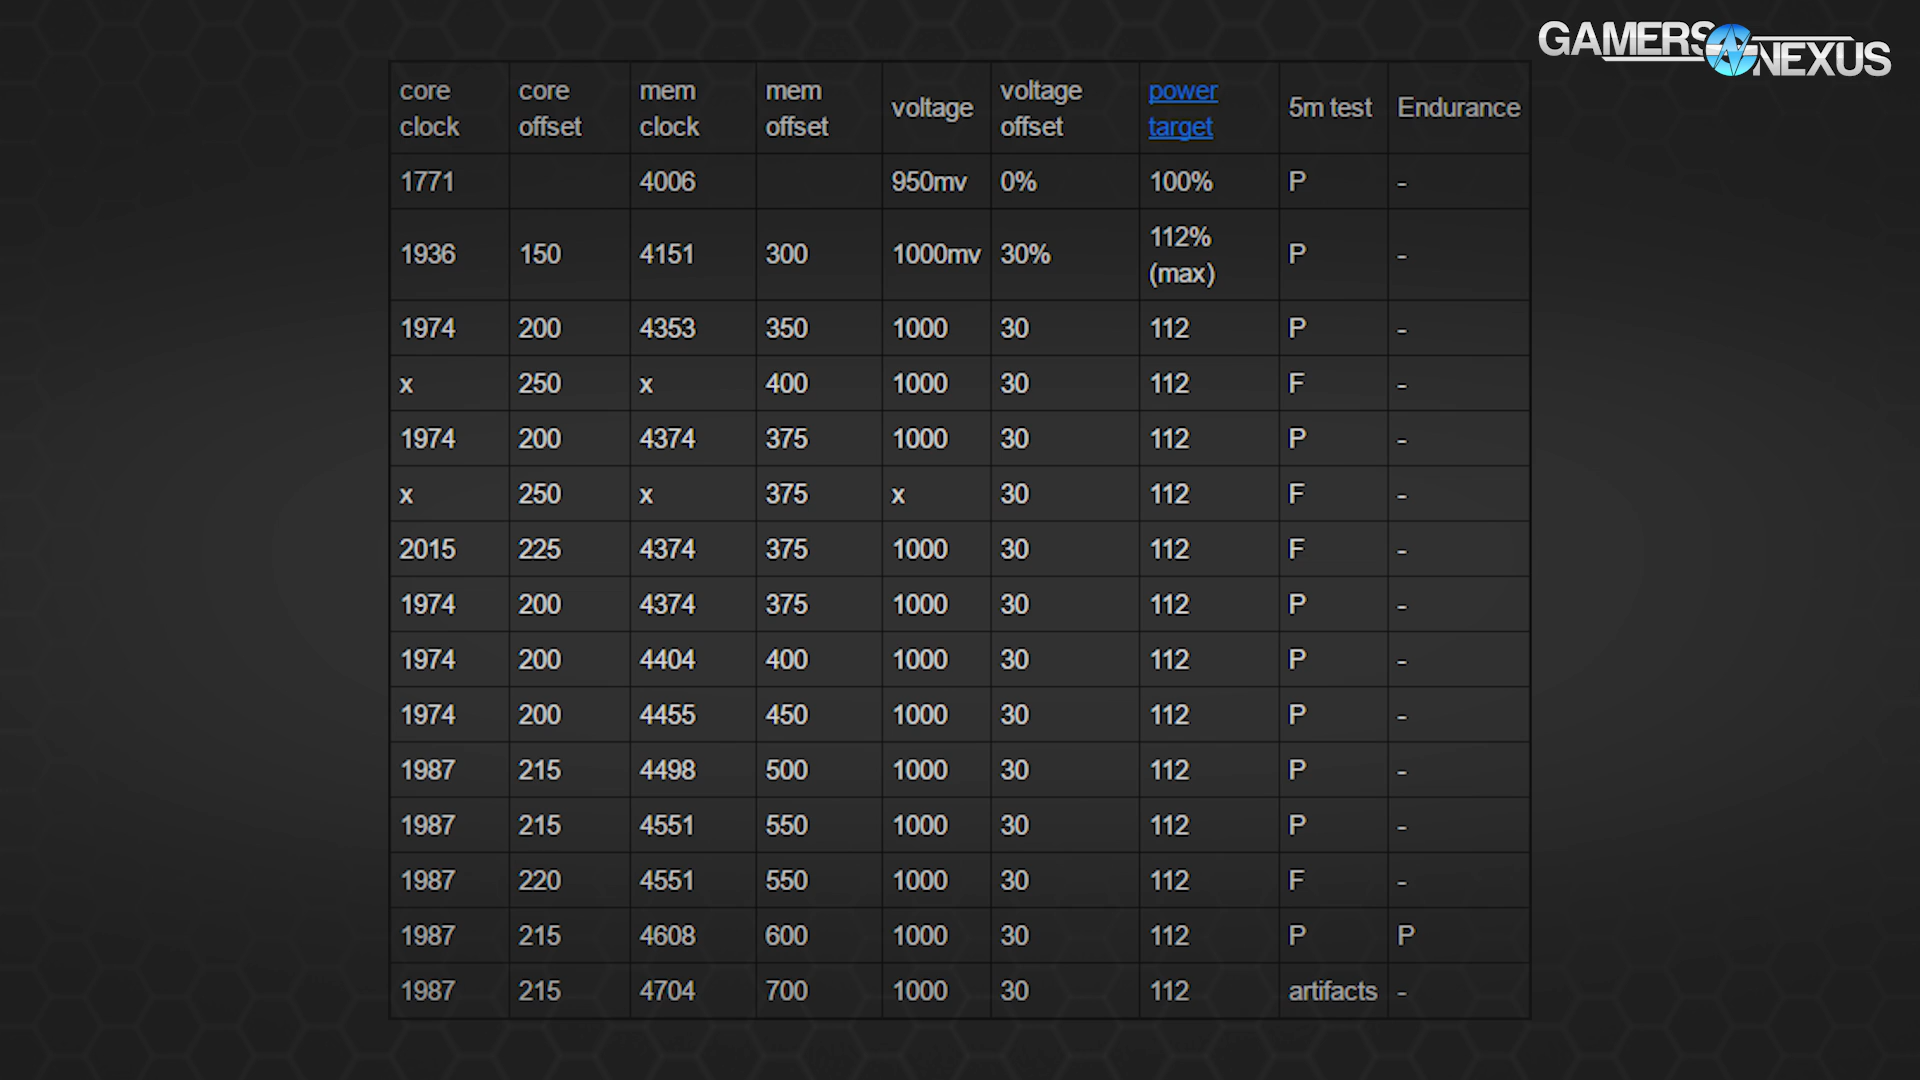 GAMERS NEXUS
core clock core offset mem clock mem offset voltage voltage offset power target 5m test Endurance
1771 4006 950mv 0% 100% P -
1936 150 4151 300 1000mv 30% 112% (max) P -
1974 200 4353 350 1000 30 112 P -
x 250 x 400 1000 30 112 F -
1974 200 4374 375 1000 30 112 P -
x 250 x 375 x 30 112 F -
2015 225 4374 375 1000 30 112 F -
1974 200 4374 375 1000 30 112 P -
1974 200 4404 400 1000 30 112 P -
1974 200 4455 450 1000 30 112 P -
1987 215 4498 500 1000 30 112 P -
1987 215 4551 550 1000 30 112 P -
1987 220 4551 550 1000 30 112 F -
1987 215 4608 600 1000 30 112 P P
1987 215 4704 700 1000 30 112 artifacts -